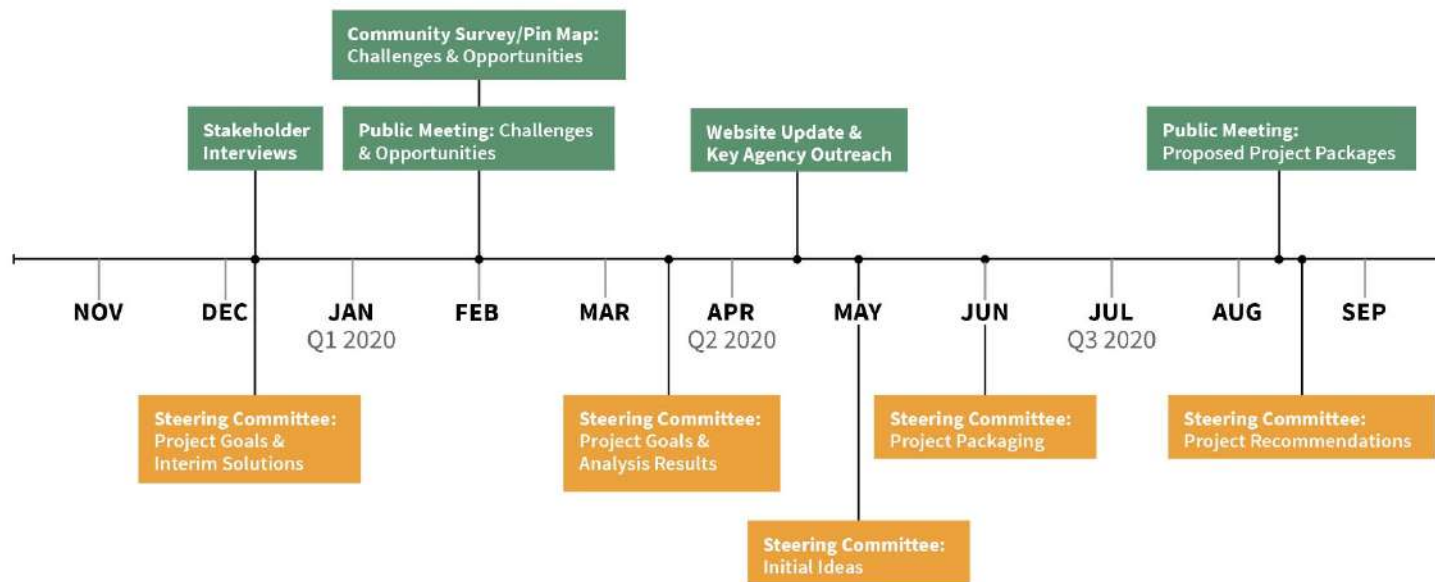 Community Survey/Pin Map:
Challenges & Opportunities
Stakeholder
Interviews
Public Meeting: Challenges
& Opportunities
Website Update &
Key Agency Outreach
Public Meeting:
Proposed Project Packages
NOV
DEC
JAN
Q1 2020
FEB
MAR
APR
Q2 2020
MAY
JUN
JUL
Q3 2020
AUG
SEP
Steering Committee:
Project Goals &
Interim Solutions
Steering Committee:
Project Goals &
Analysis Results
Steering Committee:
Project Packaging
Steering Committee:
Project Recommendations
Steering Committee:
Initial Ideas